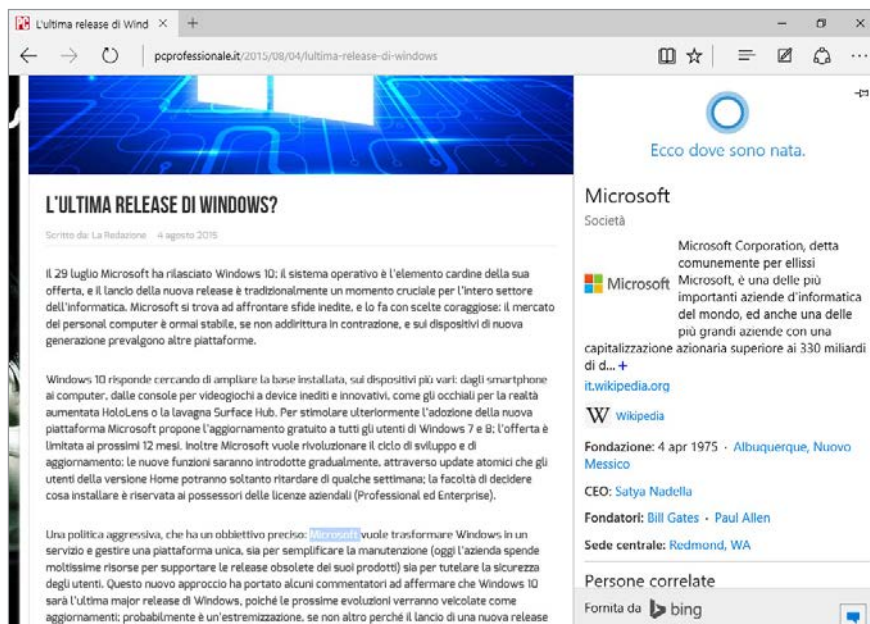 L'ultima release di Wind
pcprofessionale.it/2015/08/04/lultima-release-di-windows
L'ULTIMA RELEASE DI WINDOWS?
Scritto da: La Redazione 4 agosto 2015
Il 29 luglio Microsoft ha rilasciato Windows 10; il sistema operativo è l'elemento cardine della sua
offerta, e il lancio della nuova release è tradizionalmente un momento cruciale per l'intero settore
dell'informatica. Microsoft si trova ad affrontare sfide inedite, e lo fa con scelte coraggiose: il mercato
dei personal computer è ormai stabile, se non addirittura in contrazione, e sui dispositivi di nuova
generazione prevalgono altre piattaforme.
Windows 10 risponde cercando di ampliare la base installata, sui dispositivi più vari: dagli smartphone
ai computer, dalle console per videogiochi a device inediti e innovativi, come gli occhiali per la realtà
aumentata HoloLens o la lavagna Surface Hub. Per stimolare ulteriormente l'adozione della nuova
piattaforma Microsoft propone l'aggiornamento gratuito a tutti gli utenti di Windows 7 e 8; l'offerta è
limitata ai prossimi 12 mesi. Inoltre Microsoft vuole rivoluzionare il ciclo di sviluppo e di
aggiornamento: le nuove funzioni saranno introdotte gradualmente, attraverso update atomici che gli
utenti della versione Home potranno soltanto ritardare di qualche settimana; la facoltà di decidere
cosa installare è riservata ai possessori delle licenze aziendali (Professional ed Enterprise).
Una politica aggressiva, che ha un obbiettivo preciso: Microsoft vuole trasformare Windows in un
servizio e gestire una piattaforma unica, sia per semplificare la manutenzione (oggi l'azienda spende
moltissime risorse per supportare le release obsolete dei suoi prodotti) sia per tutelare la sicurezza
degli utenti. Questo nuovo approccio ha portato alcuni commentatori ad affermare che Windows 10
sarà l'ultima major release di Windows, poiché le prossime evoluzioni verranno veicolate come
aggiornamenti; probabilmente è un'estremizzazione, se non altro perché il lancio di una nuova release
Ecco dove sono nata.
Microsoft
Società
Microsoft
Microsoft Corporation, detta
comunemente per ellissi
Microsoft, è una delle più
importanti aziende d'informatica
del mondo, ed anche una delle
più grandi aziende con una
capitalizzazione azionaria superiore ai 330 miliardi
di d... +
it.wikipedia.org
W Wikipedia
Fondazione: 4 apr 1975 · Albuquerque, Nuovo
Messico
CEO: Satya Nadella
Fondatori: Bill Gates · Paul Allen
Sede centrale: Redmond, WA
Persone correlate
Fornita da bing